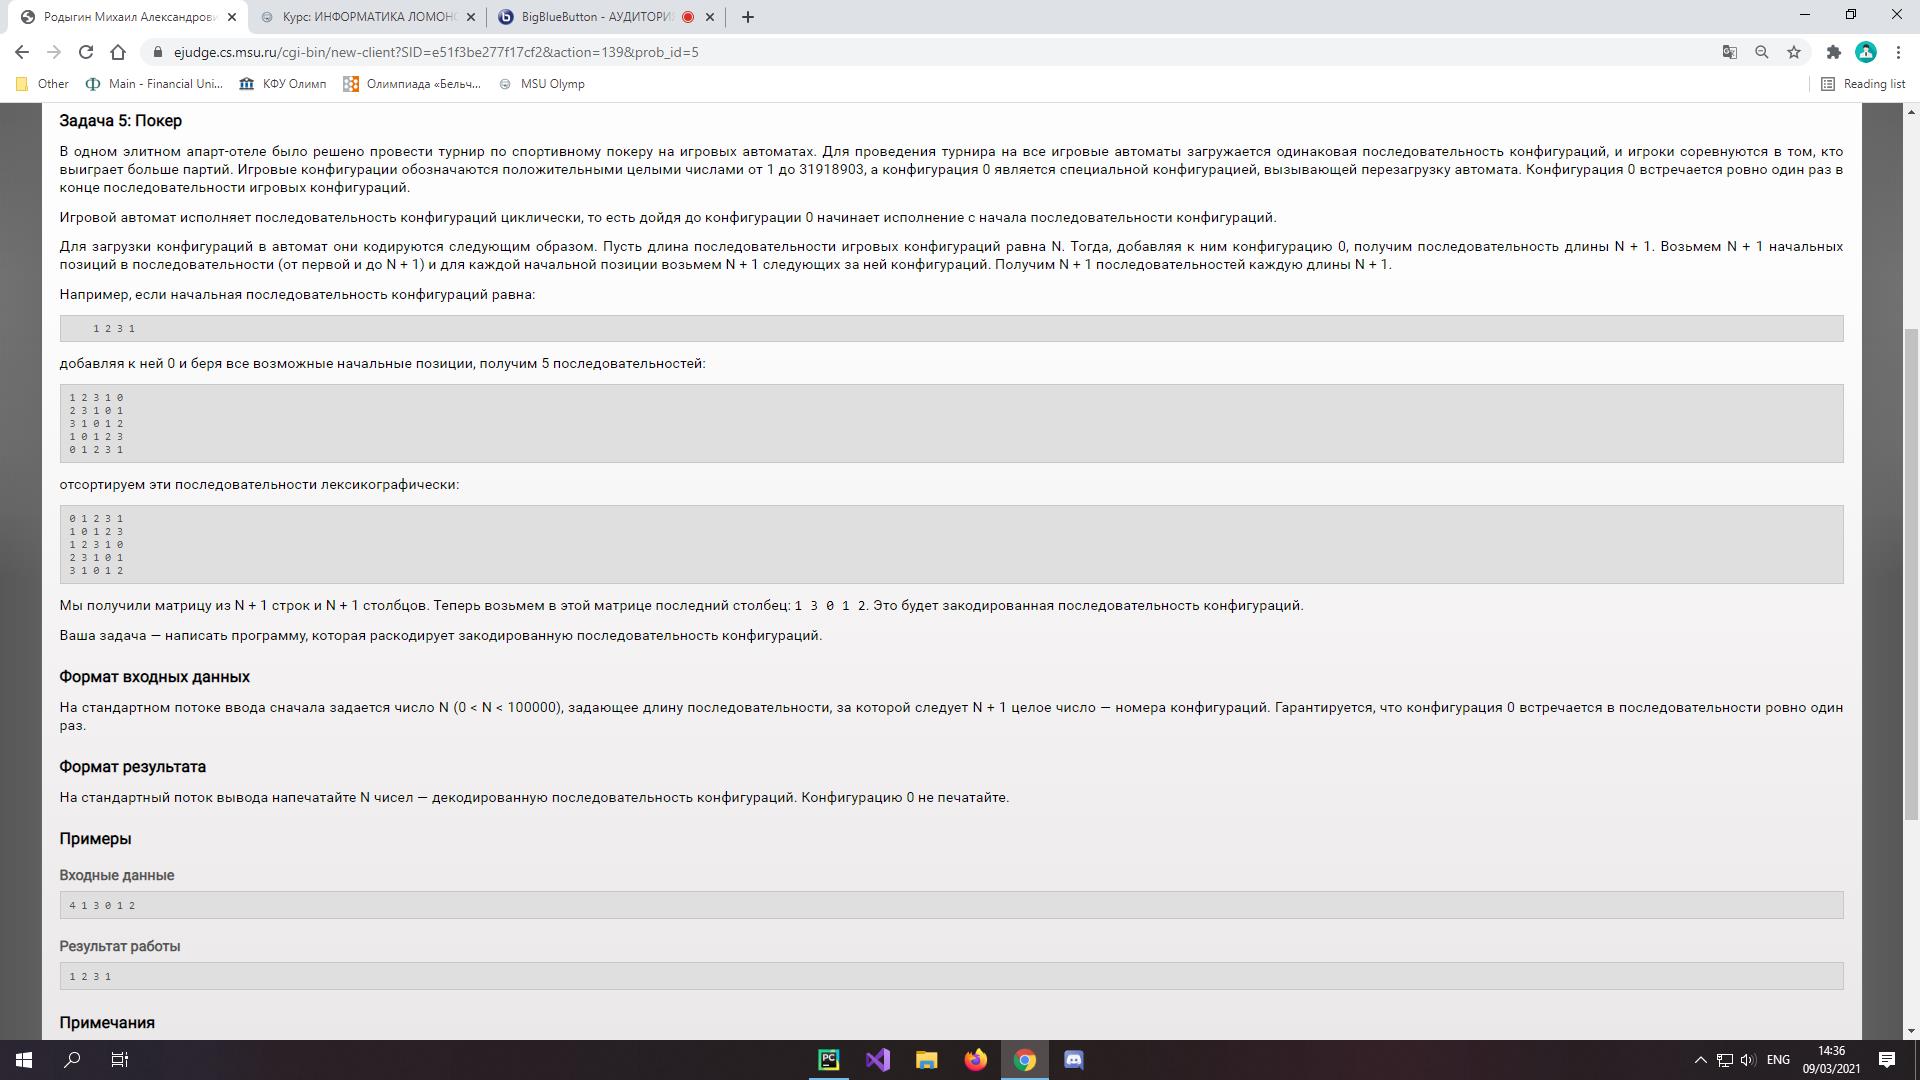 Родыгин Михаил Александрови
Курс: ИНФОРМАТИКА ЛОМОНО
BigBlueButton - АУДИТОРИ
ejudge.cs.msu.ru/cgi-bin/new-client?SID=e51f3be277f17cf2&action=139&prob_id=5
Other
Main - Financial Uni...
КФУ Олимп
Олимпиада «Бельч...
MSU Olymp
Reading list
Задача 5: Покер
В одном элитном апарт-отеле было решено провести турнир по спортивному покеру на игровых автоматах. Для проведения турнира на все игровые автоматы загружается одинаковая последовательность конфигураций, и игроки соревнуются в том, кто
выиграет больше партий. Игровые конфигурации обозначаются положительными целыми числами от 1 до 31918903, а конфигурация 0 является специальной конфигурацией, вызывающей перезагрузку автомата. Конфигурация 0 встречается ровно один раз в
конце последовательности игровых конфигураций.
Игровой автомат исполняет последовательность конфигураций циклически, то есть дойдя до конфигурации 0 начинает исполнение с начала последовательности конфигураций.
Для загрузки конфигураций в автомат они кодируются следующим образом. Пусть длина последовательности игровых конфигураций равна N. Тогда, добавляя к ним конфигурацию 0, получим последовательность длины N + 1. Возьмем N + 1 начальных
позиций в последовательности (от первой и до N + 1) и для каждой начальной позиции возьмем N + 1 следующих за ней конфигураций. Получим N + 1 последовательностей каждую длины N + 1.
Например, если начальная последовательность конфигураций равна:
1 2 3 1
добавляя к ней 0 и беря все возможные начальные позиции, получим 5 последовательностей:
1 2 3 1 0
2 3 1 0 1
3 1 0 1 2
1 0 1 2 3
0 1 2 3 1
отсортируем эти последовательности лексикографически:
0 1 2 3 1
1 0 1 2 3
1 2 3 1 0
2 3 1 0 1
3 1 0 1 2
Мы получили матрицу из N + 1 строк и N + 1 столбцов. Теперь возьмем в этой матрице последний столбец: 1 3 0 1 2. Это будет закодированная последовательность конфигураций.
Ваша задача — написать программу, которая раскодирует закодированную последовательность конфигураций.
Формат входных данных
На стандартном потоке ввода сначала задается число N (0 < N < 100000), задающее длину последовательности, за которой следует N + 1 целое число — номера конфигураций. Гарантируется, что конфигурация 0 встречается в последовательности ровно один
раз.
Формат результата
На стандартный поток вывода напечатайте N чисел — декодированную последовательность конфигураций. Конфигурацию 0 не печатайте.
Примеры
Входные данные
4 1 3 0 1 2
Результат работы
1 2 3 1
Примечания
PC
ENG
14:36
09/03/2021